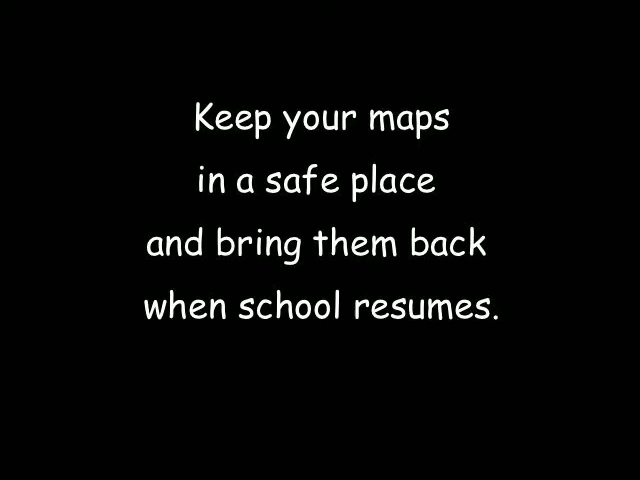 Keep your maps
in a safe place
and bring them back
when school resumes.